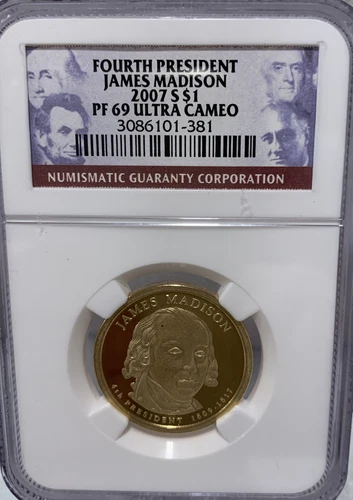 FOURTH PRESIDENT
JAMES MADISON
2007 S $1
PF 69 ULTRA CAMEO
3086101-381
NUMISMATIC GUARANTY CORPORATION
JAMES MADISON
4th PRESIDENT 1809-1817